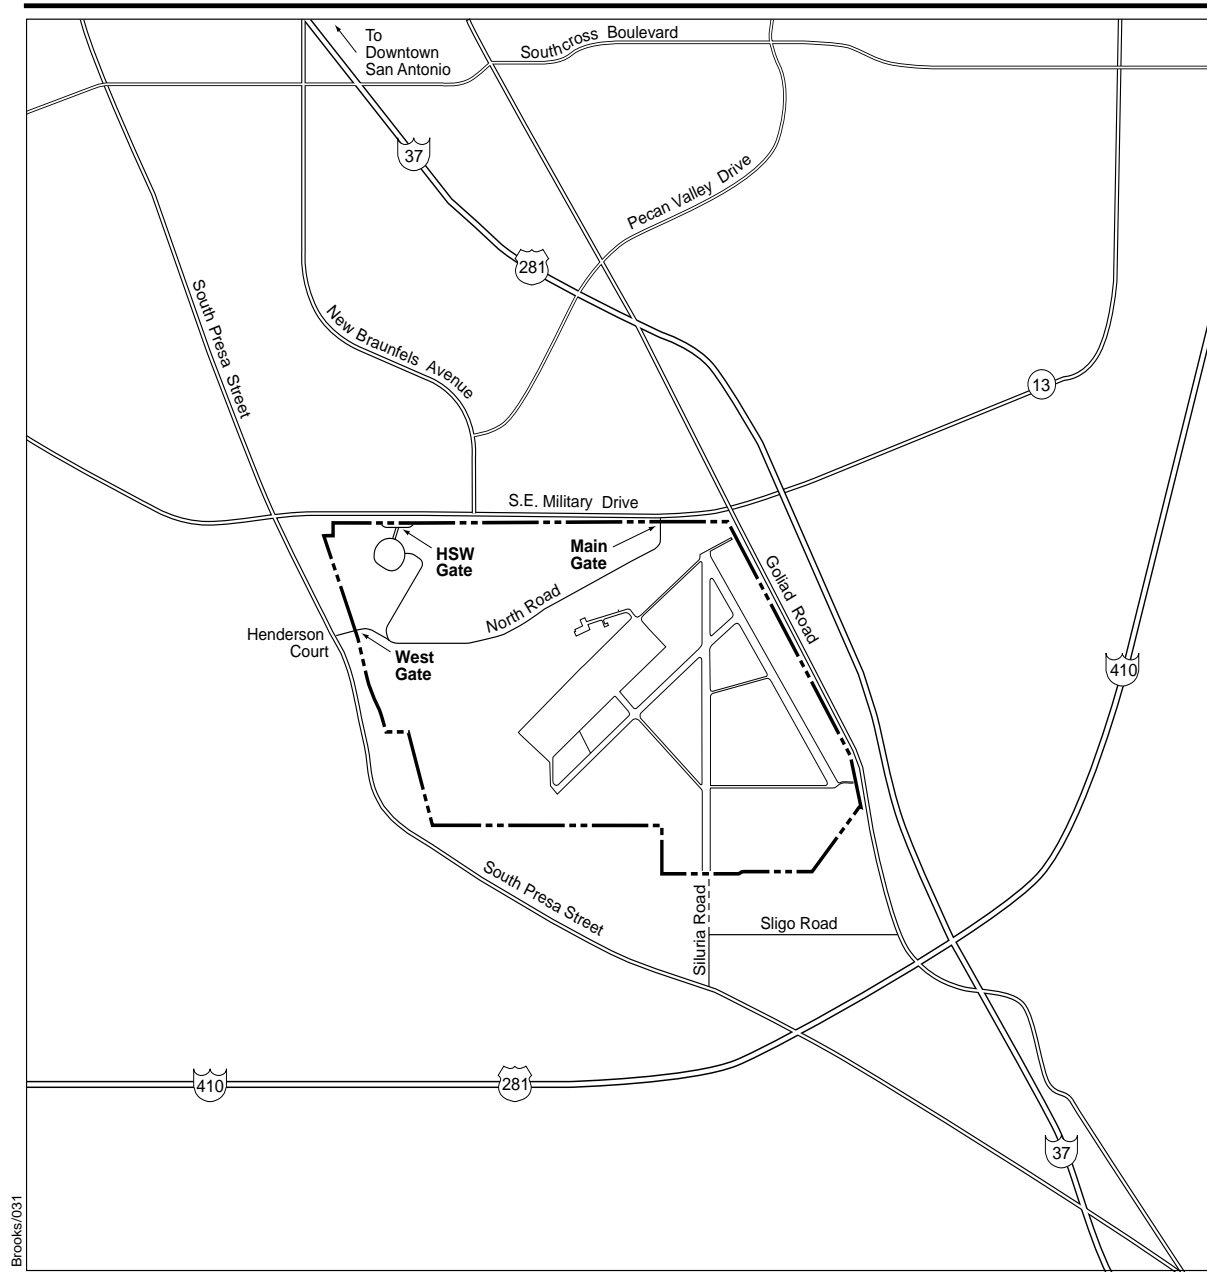 To
Downtown
San Antonio
Southcross Boulevard
37
Pecan Valley Drive
281
South Presa Street
New Braunfels Avenue
13
S.E. Military Drive
HSW
Gate
Main
Gate
Goliad Road
North Road
Henderson
Court
West
Gate
410
South Presa Street
Siluria Road
Sligo Road
410
281
37
Brooks/031